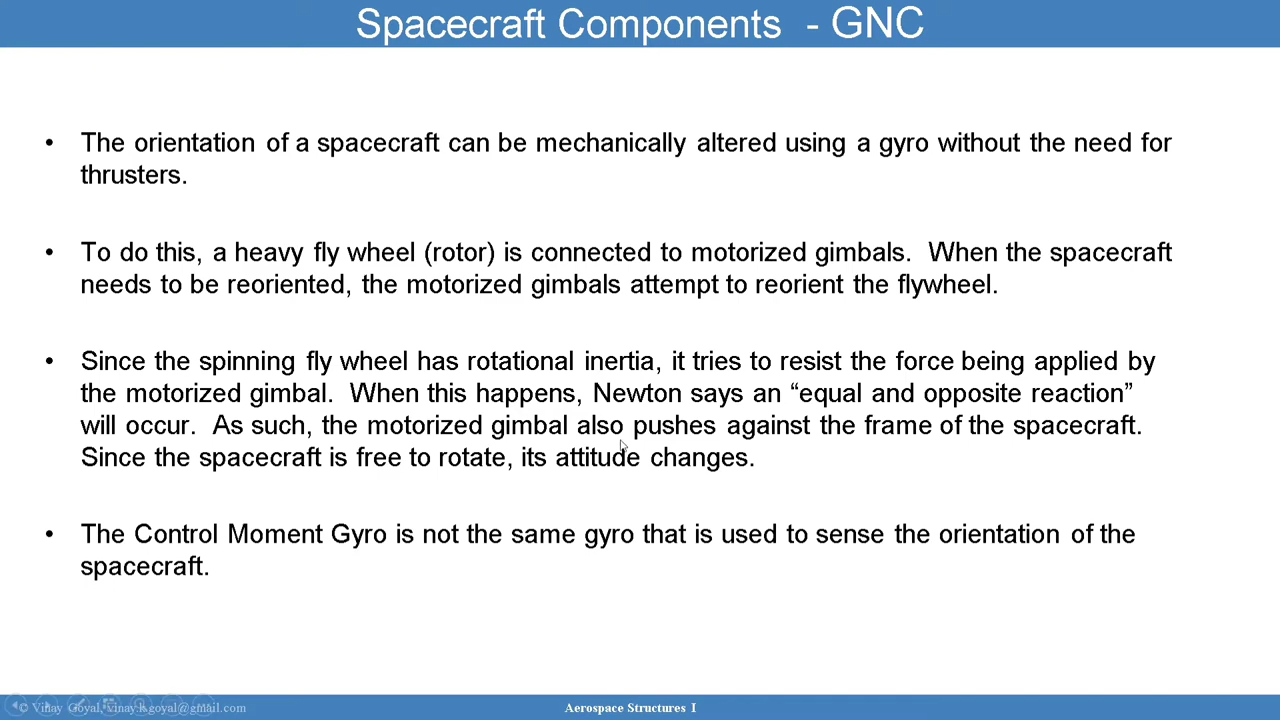 Spacecraft Components - GNC
• The orientation of a spacecraft can be mechanically altered using a gyro without the need for
thrusters.
• To do this, a heavy fly wheel (rotor) is connected to motorized gimbals. When the spacecraft
needs to be reoriented, the motorized gimbals attempt to reorient the flywheel.
• Since the spinning fly wheel has rotational inertia, it tries to resist the force being applied by
the motorized gimbal. When this happens, Newton says an “equal and opposite reaction”
will occur. As such, the motorized gimbal also pushes against the frame of the spacecraft.
Since the spacecraft is free to rotate, its attitude changes.
• The Control Moment Gyro is not the same gyro that is used to sense the orientation of the
spacecraft.
© Vinay Goyal, vinay.k.goyal@gmail.com
Aerospace Structures I